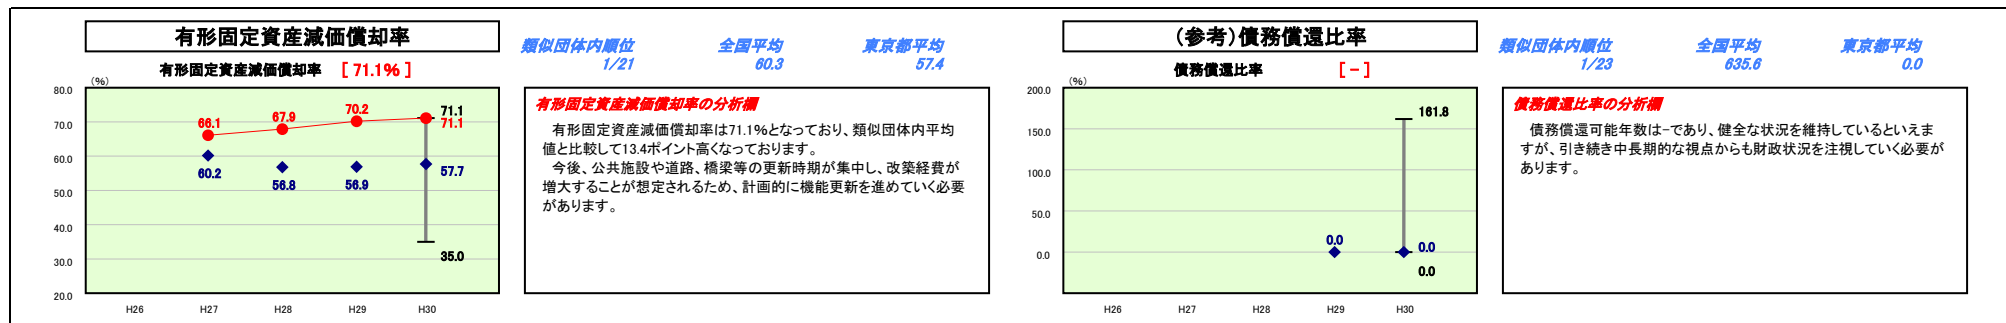 有形固定資産減価償却率
有形固定資産減価償却率 [ 71.1% ]
類似団体内順位 全国平均 東京都平均
1/21 60.3 57.4
(%)
80.0
70.0
60.0
50.0
40.0
30.0
20.0
66.1
67.9
70.2
71.1
71.1
60.2
56.8
56.9
57.7
35.0
H26 H27 H28 H29 H30
有形固定資産減価償却率の分析欄
有形固定資産減価償却率は71.1%となっており、類似団体内平均
値と比較して13.4ポイント高くなっております。
今後、公共施設や道路、橋梁等の更新時期が集中し、改築経費が
増大することが想定されるため、計画的に機能更新を進めていく必要
があります。
(参考)債務償還比率
債務償還比率 [ - ]
類似団体内順位 全国平均 東京都平均
1/23 635.6 0.0
(%)
200.0
150.0
100.0
50.0
0.0
161.8
0.0
0.0
0.0
H26 H27 H28 H29 H30
債務償還比率の分析欄
債務償還可能年数は-であり、健全な状況を維持しているといえま
すが、引き続き中長期的な視点からも財政状況を注視していく必要が
あります。